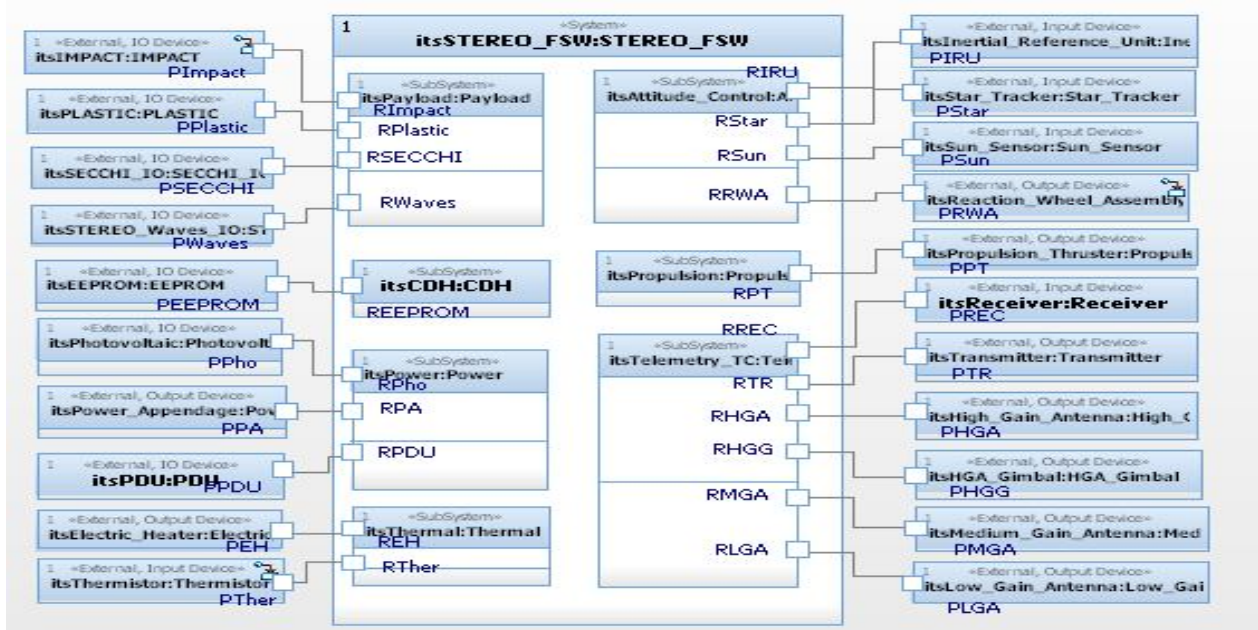 1 «System»
itsSTEREO_FSW:STEREO_FSW
1 «External, IO Device»
itsIMPACT:IMPACT
PImpact
1 «External, IO Device»
itsPLASTIC:PLASTIC
PPlastic
1 «External, IO Device»
itsSECCHI_IO:SECCHI_I
PSECCHI
1 «External, IO Device»
itsSTEREO_Waves_IO:ST
PWaves
1 «External, IO Device»
itsEEPROM:EEPROM
PEEPROM
1 «External, IO Device»
itsPhotovoltaic:Photovolt
PPho
1 «External, Output Device»
itsPower_Appendage:Pow
PPA
1 «External, IO Device»
itsPDU:PDU
PPDU
1 «External, Output Device»
itsElectric_Heater:Electric
PEH
1 «External, Input Device»
itsThermistor:Thermistor
PTher
1 «SubSystem»
itsPayload:Payload
RImpact
RPlastic
RSECCHI
RWaves
1 «SubSystem»
itsCDH:CDH
REEPROM
1 «SubSystem»
itsPower:Power
RPho
RPA
RPDU
1 «SubSystem»
itsThermal:Thermal
REH
RTher
RIRU
1 «SubSystem»
itsAttitude_Control:A
RStar
RSun
RRWA
1 «SubSystem»
itsPropulsion:Propuls
RPT
RREC
1 «SubSystem»
itsTelemetry_TC:Tele
RTR
RHGA
RHGG
RMGA
RLGA
1 «External, Input Device»
itsInertial_Reference_Unit:Ine
PIRU
1 «External, Input Device»
itsStar_Tracker:Star_Tracker
PStar
1 «External, Input Device»
itsSun_Sensor:Sun_Sensor
PSun
1 «External, Output Device»
itsReaction_Wheel_Assembly
PRWA
1 «External, Output Device»
itsPropulsion_Thruster:Propuls
PPT
1 «External, Input Device»
itsReceiver:Receiver
PREC
1 «External, Output Device»
itsTransmitter:Transmitter
PTR
1 «External, Output Device»
itsHigh_Gain_Antenna:High_G
PHGA
1 «External, Output Device»
itsHGA_Gimbal:HGA_Gimbal
PHGG
1 «External, Output Device»
itsMedium_Gain_Antenna:Med
PMGA
1 «External, Output Device»
itsLow_Gain_Antenna:Low_Gai
PLGA